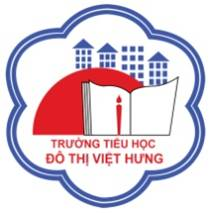 TRƯỜNG TIỂU HỌC
ĐÔ THỊ VIỆT HƯNG